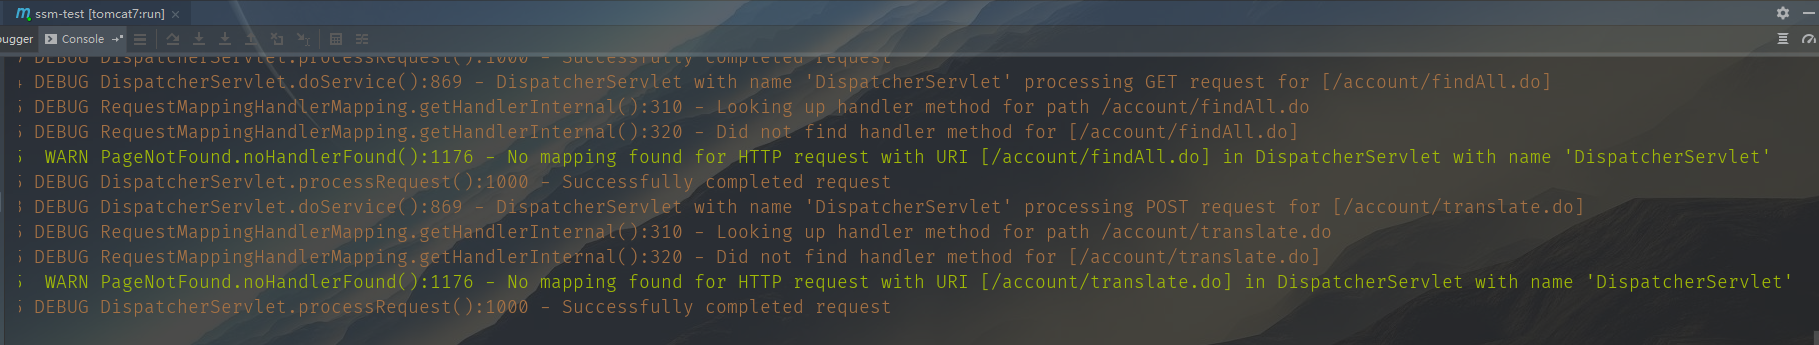 ssm-test [tomcat7:run]
bugger Console
DEBUG DispatcherServlet.processRequest():1000 - Successfully completed request
DEBUG DispatcherServlet.doService():869 - DispatcherServlet with name 'DispatcherServlet' processing GET request for [/account/findAll.do]
DEBUG RequestMappingHandlerMapping.getHandlerInternal():310 - Looking up handler method for path /account/findAll.do
DEBUG RequestMappingHandlerMapping.getHandlerInternal():320 - Did not find handler method for [/account/findAll.do]
WARN PageNotFound.noHandlerFound():1176 - No mapping found for HTTP request with URI [/account/findAll.do] in DispatcherServlet with name 'DispatcherServlet'
DEBUG DispatcherServlet.processRequest():1000 - Successfully completed request
DEBUG DispatcherServlet.doService():869 - DispatcherServlet with name 'DispatcherServlet' processing POST request for [/account/translate.do]
DEBUG RequestMappingHandlerMapping.getHandlerInternal():310 - Looking up handler method for path /account/translate.do
DEBUG RequestMappingHandlerMapping.getHandlerInternal():320 - Did not find handler method for [/account/translate.do]
WARN PageNotFound.noHandlerFound():1176 - No mapping found for HTTP request with URI [/account/translate.do] in DispatcherServlet with name 'DispatcherServlet'
DEBUG DispatcherServlet.processRequest():1000 - Successfully completed request